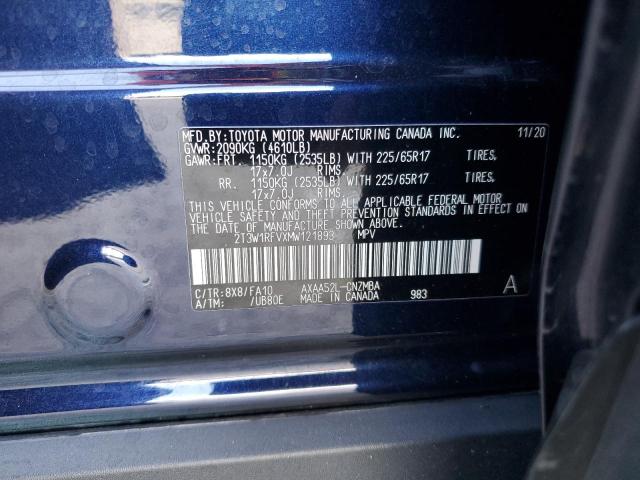 MFD.BY:TOYOTA MOTOR MANUFACTURING CANADA INC. 11/20
GVWR:2090KG (4610LB)
GAWR:FRT. 1150KG (2535LB) WITH 225/65R17 TIRES,
17x7.0J RIMS
RR. 1150KG (2535LB) WITH 225/65R17 TIRES,
17x7.0J RIMS
THIS VEHICLE CONFORMS TO ALL APPLICABLE FEDERAL MOTOR
VEHICLE SAFETY AND THEFT PREVENTION STANDARDS IN EFFECT
ON THE DATE OF MANUFACTURE SHOWN ABOVE.
2T3W1RFVXMW121893 MPV
C/TR:8X8/FA10 AXAA52L-CNZMBA
A/TM: /UB80E MADE IN CANADA 983 A